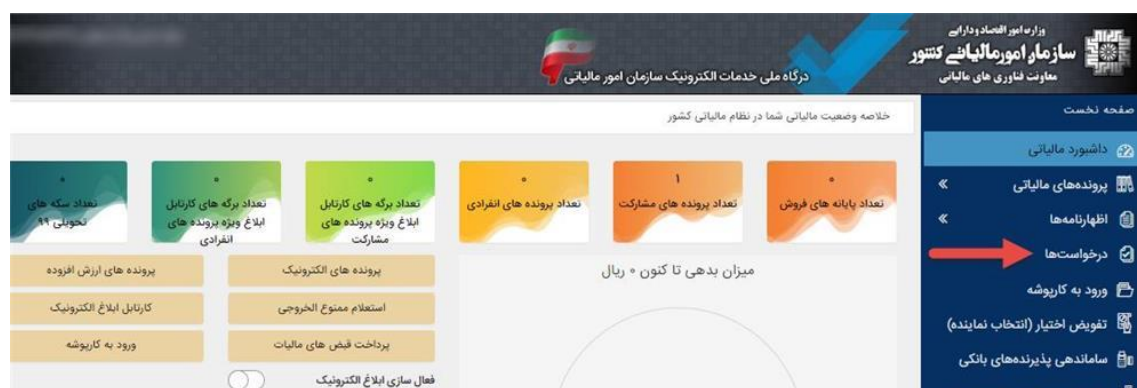 وزارت امور اقتصاد و دارایی
سازمان امور مالیاتی کشور
معاونت فناوری های مالیاتی
درگاه ملی خدمات الکترونیک سازمان امور مالیاتی
صفحه نخست
داشبورد مالیاتی
پرونده‌های مالیاتی
اظهارنامه‌ها
درخواست‌ها
ورود به کارپوشه
تفویض اختیار (انتخاب نماینده)
ساماندهی پذیرنده‌های بانکی
خلاصه وضعیت مالیاتی شما در نظام مالیاتی کشور
۰
تعداد پایانه های فروش
۱
تعداد پرونده های مشارکت
۰
تعداد پرونده های انفرادی
۰
تعداد برگه های کارتابل
ابلاغ ویژه پرونده های
مشارکت
۰
تعداد برگه های کارتابل
ابلاغ ویژه پرونده های
انفرادی
۰
تعداد سکه های
تحویلی ۹۹
میزان بدهی تا کنون ۰ ریال
پرونده های الکترونیک
پرونده های ارزش افزوده
استعلام ممنوع الخروجی
کارتابل ابلاغ الکترونیک
پرداخت قبض های مالیات
ورود به کارپوشه
فعال سازی ابلاغ الکترونیک